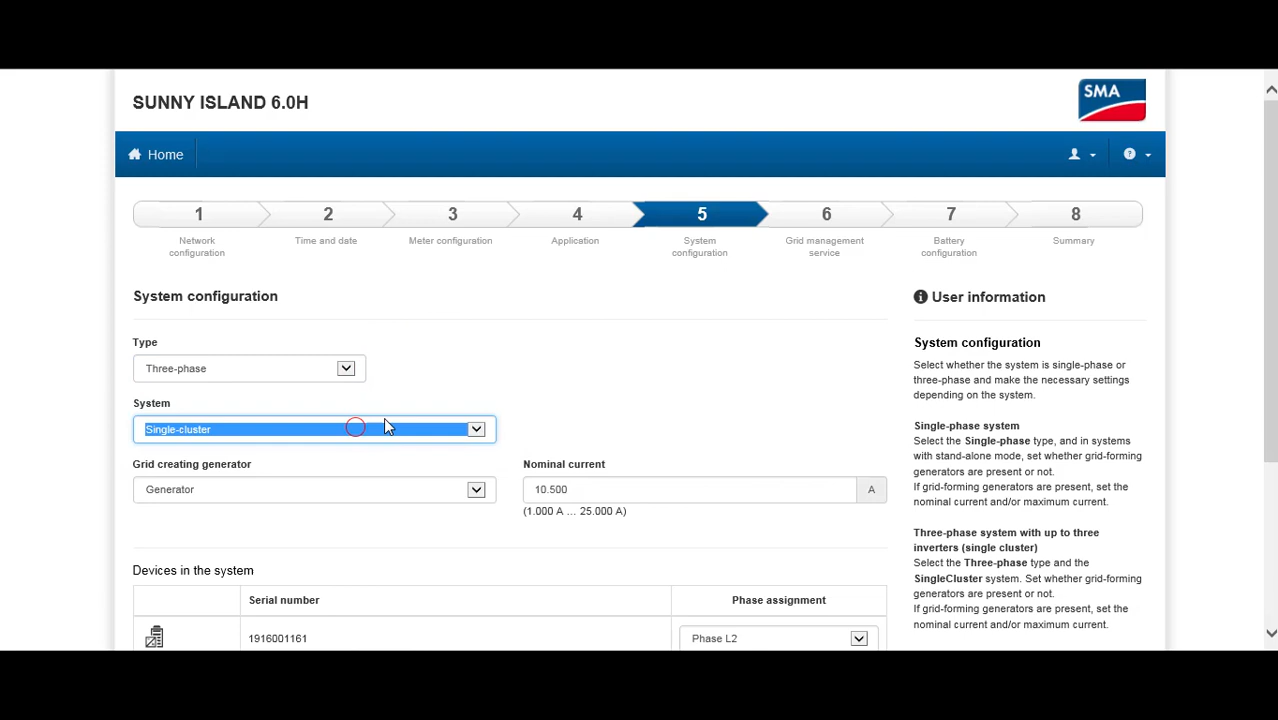 SUNNY ISLAND 6.0H
SMA
Home
1
2
3
4
5
6
7
8
Network
configuration
Time and date
Meter configuration
Application
System
configuration
Grid management
service
Battery
configuration
Summary
System configuration
Type
Three-phase
System
Single-cluster
Grid creating generator
Generator
Nominal current
10.500
A
(1.000 A ... 25.000 A)
Devices in the system
Serial number
Phase assignment
1916001161
Phase L2
User information
System configuration
Select whether the system is single-phase or
three-phase and make the necessary settings
depending on the system.
Single-phase system
Select the Single-phase type, and in systems
with stand-alone mode, set whether grid-forming
generators are present or not.
If grid-forming generators are present, set the
nominal current and/or maximum current.
Three-phase system with up to three
inverters (single cluster)
Select the Three-phase type and the
SingleCluster system. Set whether grid-forming
generators are present or not.
If grid-forming generators are present, set the
nominal current and/or maximum current.